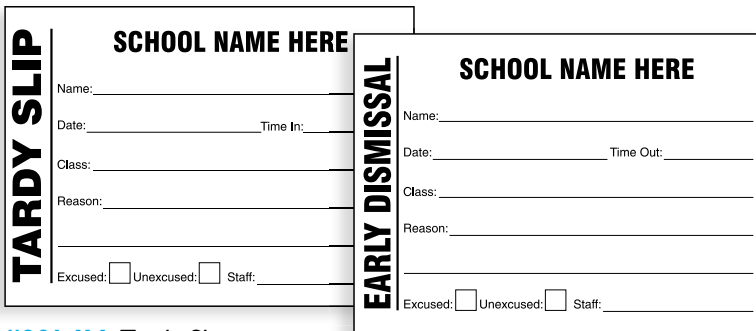 TARDY SLIP
SCHOOL NAME HERE
Name:
Date: Time In:
Class:
Reason:
Excused: Unexcused: Staff:
EARLY DISMISSAL
SCHOOL NAME HERE
Name:
Date: Time Out:
Class:
Reason:
Excused: Unexcused: Staff: